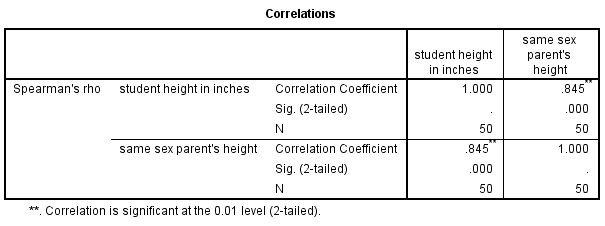 Correlations
student height in inches same sex parent's height
Spearman's rho student height in inches Correlation Coefficient 1.000 .845**
Sig. (2-tailed) . .000
N 50 50
same sex parent's height Correlation Coefficient .845** 1.000
Sig. (2-tailed) .000 .
N 50 50
**. Correlation is significant at the 0.01 level (2-tailed).